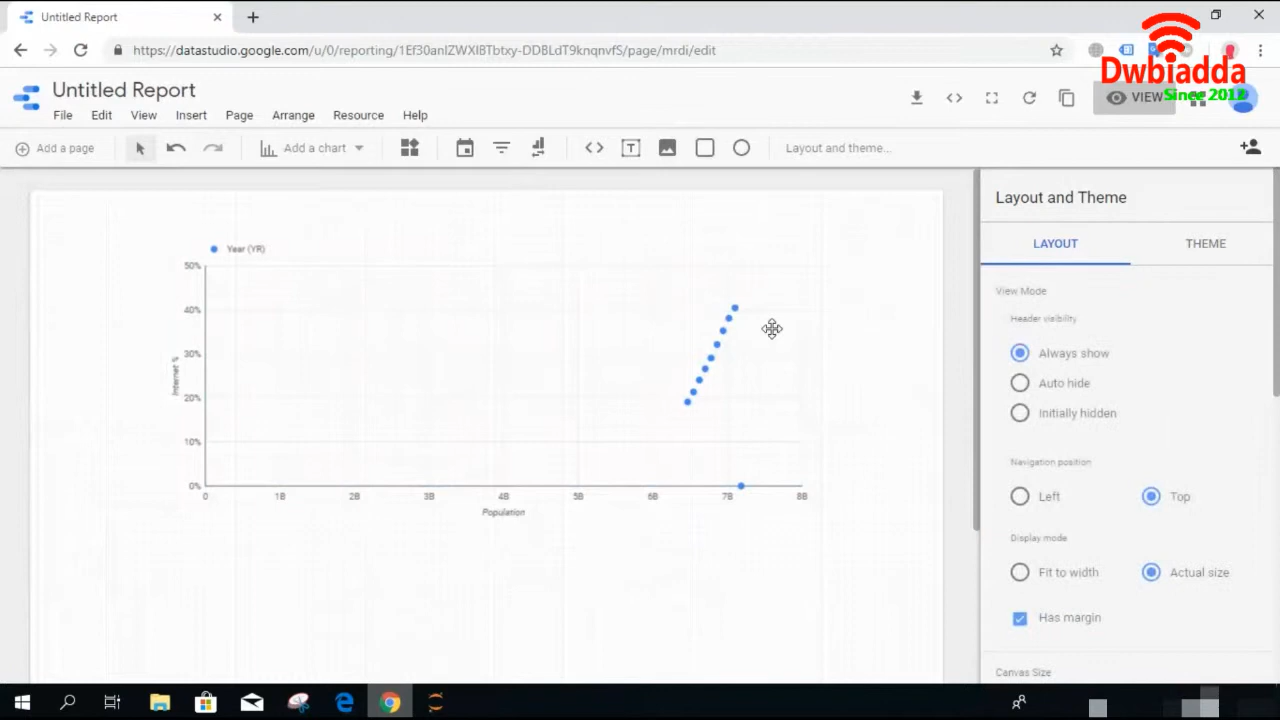 Untitled Report
https://datastudio.google.com/u/0/reporting/1Ef30anIZWXIBTbtxy-DDBLdT9knqnvfS/page/mrdi/edit
Dwbiadda
Since 2012
Untitled Report
File Edit View Insert Page Arrange Resource Help
VIEW
Add a page
Add a chart
Layout and theme...
Layout and Theme
LAYOUT THEME
View Mode
Header visibility
Always show
Auto hide
Initially hidden
Navigation position
Left Top
Display mode
Fit to width Actual size
Has margin
Canvas Size
Year (YR)
50%
40%
30%
20%
10%
0%
Internet %
0 1B 2B 3B 4B 5B 6B 7B 8B
Population